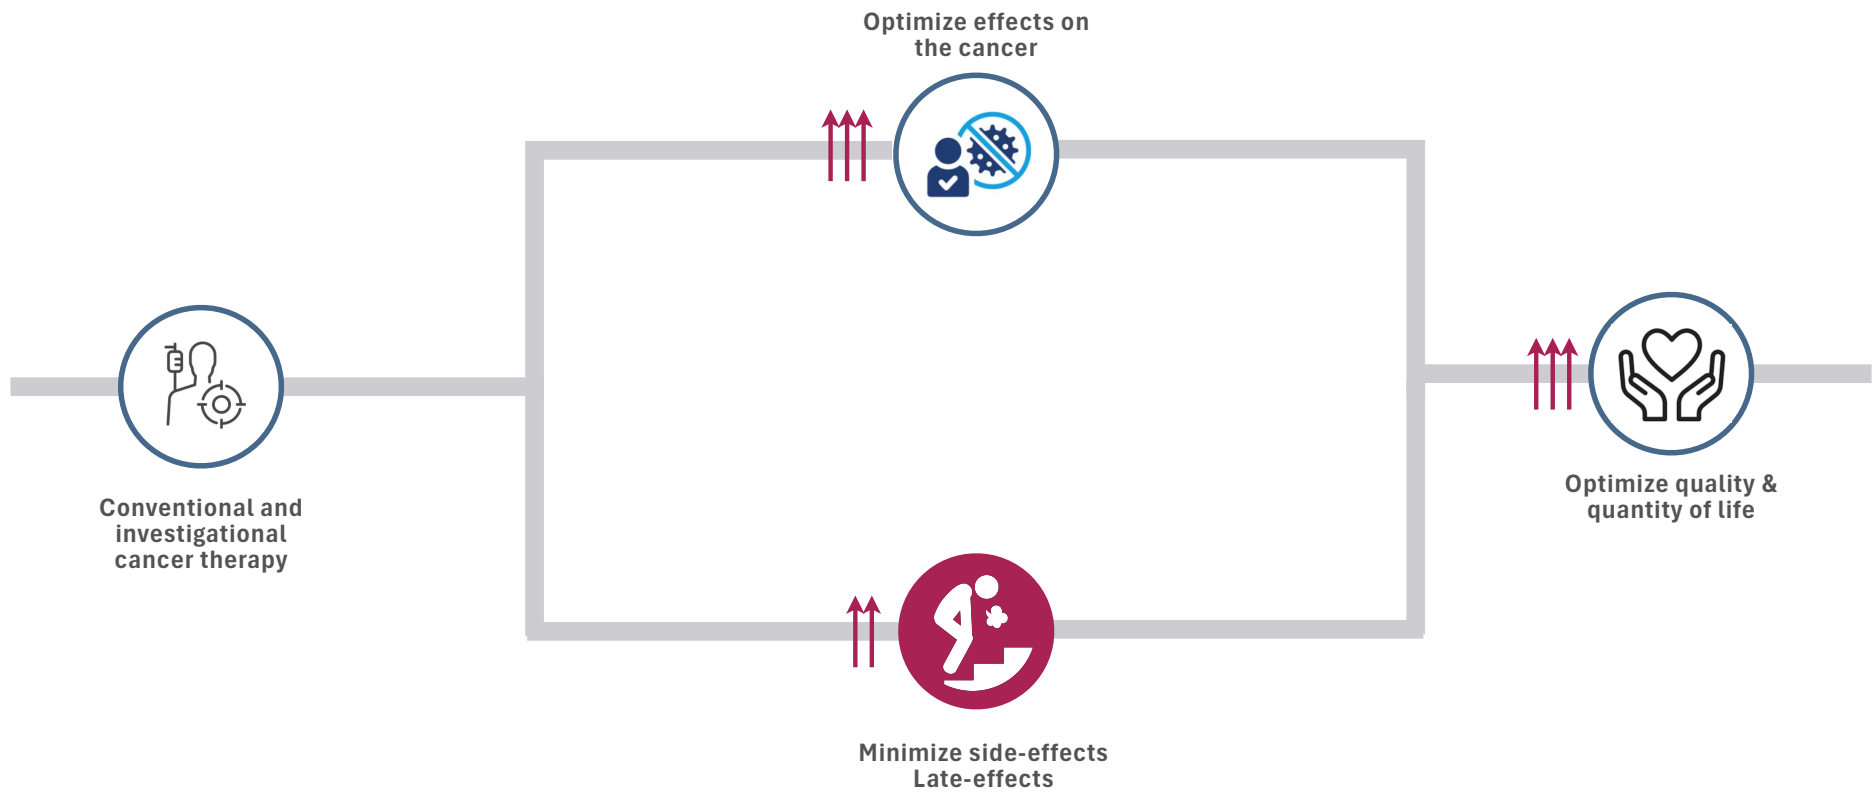 Optimize effects on
the cancer
Conventional and
investigational
cancer therapy
Optimize quality &
quantity of life
Minimize side-effects
Late-effects